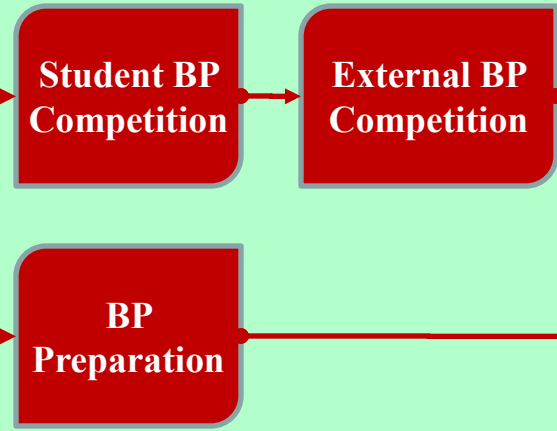 Student BP
Competition
External BP
Competition
BP
Preparation